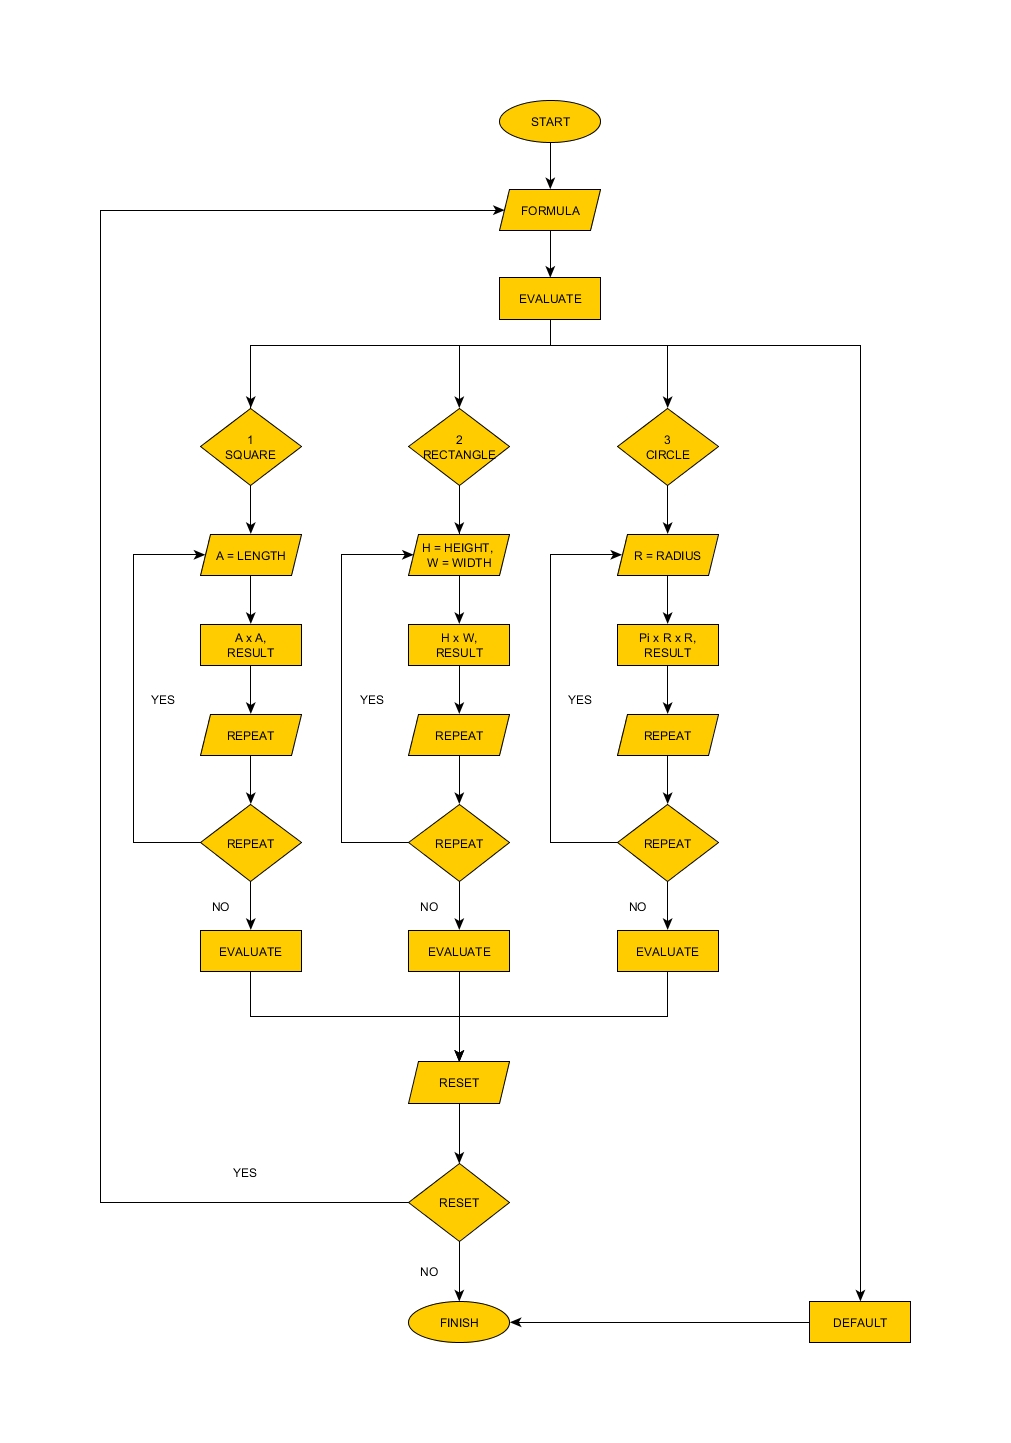 START
FORMULA
EVALUATE
1
SQUARE
2
RECTANGLE
3
CIRCLE
A = LENGTH
H = HEIGHT,
W = WIDTH
R = RADIUS
A x A,
RESULT
H x W,
RESULT
Pi x R x R,
RESULT
YES
YES
YES
REPEAT
REPEAT
REPEAT
REPEAT
REPEAT
REPEAT
NO
NO
NO
EVALUATE
EVALUATE
EVALUATE
RESET
YES
RESET
NO
FINISH
DEFAULT